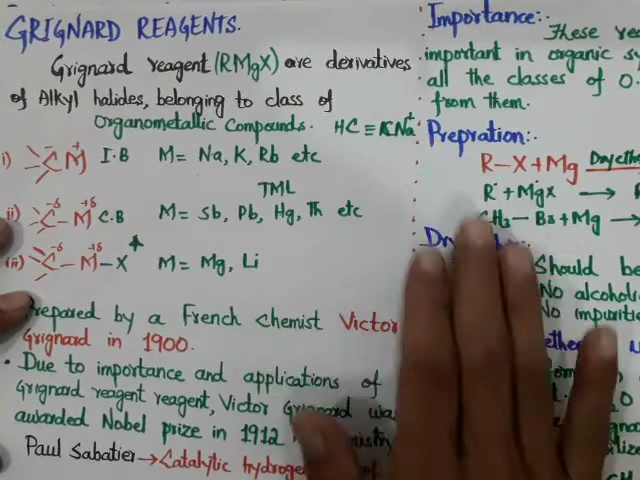 GRIGNARD REAGENTS.
Grignard reagent (RMgX) are derivatives
of Alkyl halides, belonging to class of
Organometallic Compounds. HC≡CNa⁺
i) C⁻ M⁺ I.B M= Na, K, Rb etc
TML
ii) C^-δ – M^+δ C.B M= Sb, Pb, Hg, Th etc
iii) C^-δ – M^+δ – X M= Mg, Li
Prepared by a French Chemist Victor
Grignard in 1900.
• Due to importance and applications of
Grignard reagent reagent, Victor Grignard was
awarded Nobel prize in 1912
Paul Sabatier → Catalytic
Importance:-
These
important in organic
all the classes of O.
from them.
Prepration:-
R–X + Mg Dry
R⁻ + MgX →
CH₃ – Br + Mg →
Should be
No alcoholic
No